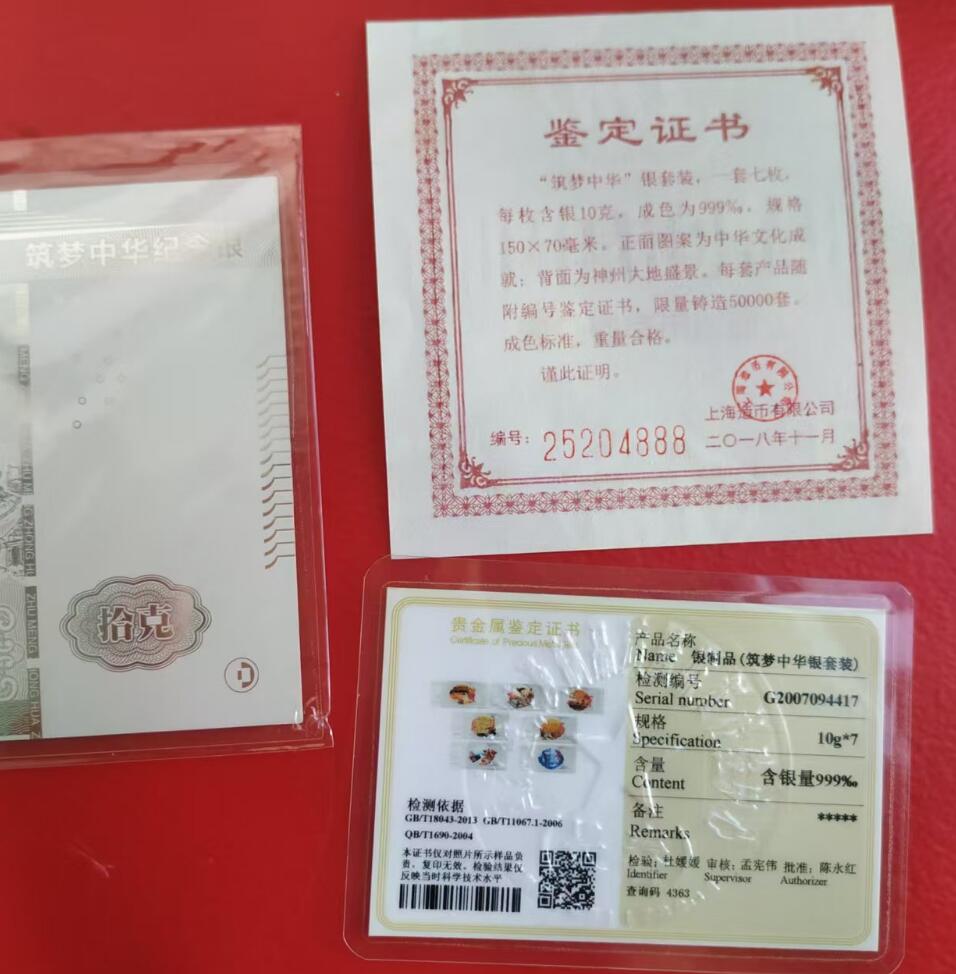 筑梦中华纪念银
MENG
ZHONG HU
ZHU MENG
ZHONG HUA
拾克
鉴定证书
“筑梦中华”银套装，一套七枚，
每枚含银10克，成色为999‰，规格
150×70毫米。正面图案为中华文化成
就；背面为神州大地盛景。每套产品随
附编号鉴定证书，限量铸造50000套。
成色标准，重量合格。
谨此证明。
上海造币有限公司
编号：25204888 二〇一八年十一月
贵金属鉴定证书
Certificate of Precious Metal
产品名称
Name 银制品(筑梦中华银套装)
检测编号
Serial number G2007094417
规格
Specification 10g*7
含量
Content 含银量999‰
备注
Remarks *****
检测依据
GB/T18043-2013 GB/T11067.1-2006
QB/T1690-2004
本证书仅对照片所示样品负
责，复印无效。检验结果仅
反映当时科学技术水平
检验：杜媛媛 审核：孟宪伟 批准：陈永红
Identifier Supervisor Authorizer
查询码 4363